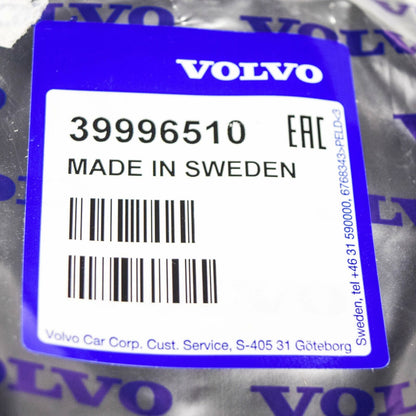 VOLVO
39996510 EAC
MADE IN SWEDEN
Volvo Car Corp. Cust. Service, S-405 31 Göteborg
Sweden, tel +46 31 590000, 6768343>PELD<3
VOLVO
VOLVO